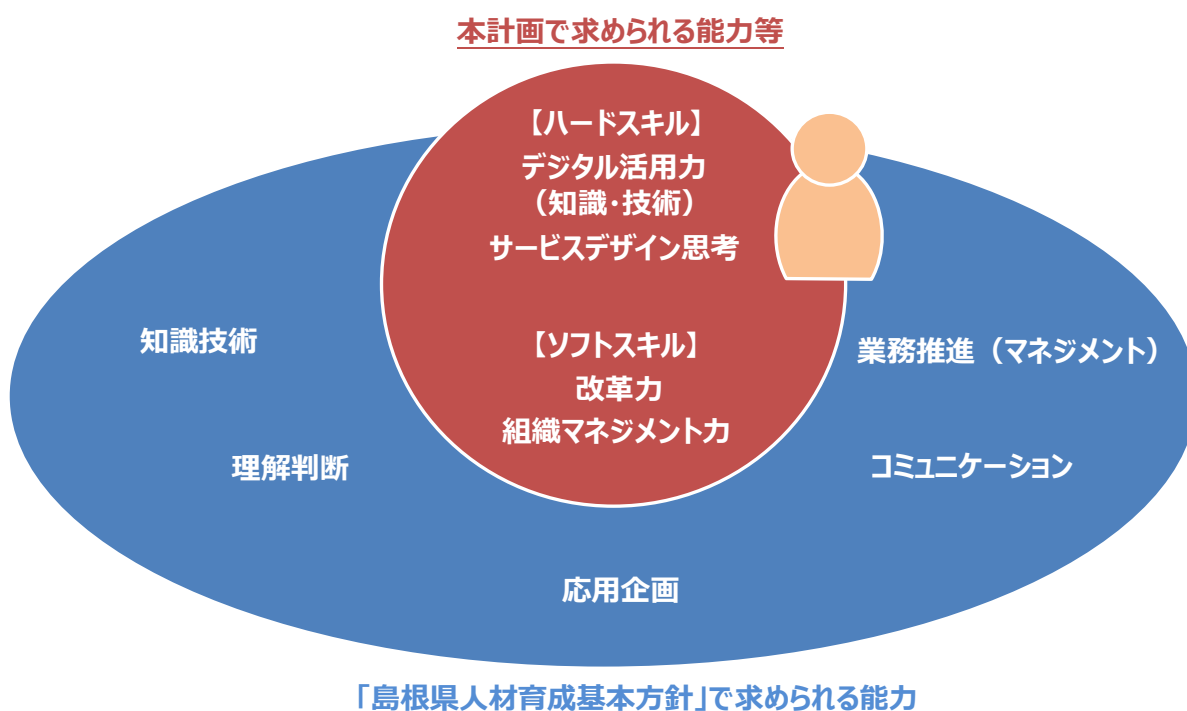 本計画で求められる能力等
【ハードスキル】
デジタル活用力
（知識・技術）
サービスデザイン思考
【ソフトスキル】
改革力
組織マネジメント力
知識技術
業務推進（マネジメント）
理解判断
コミュニケーション
応用企画
「島根県人材育成基本方針」で求められる能力